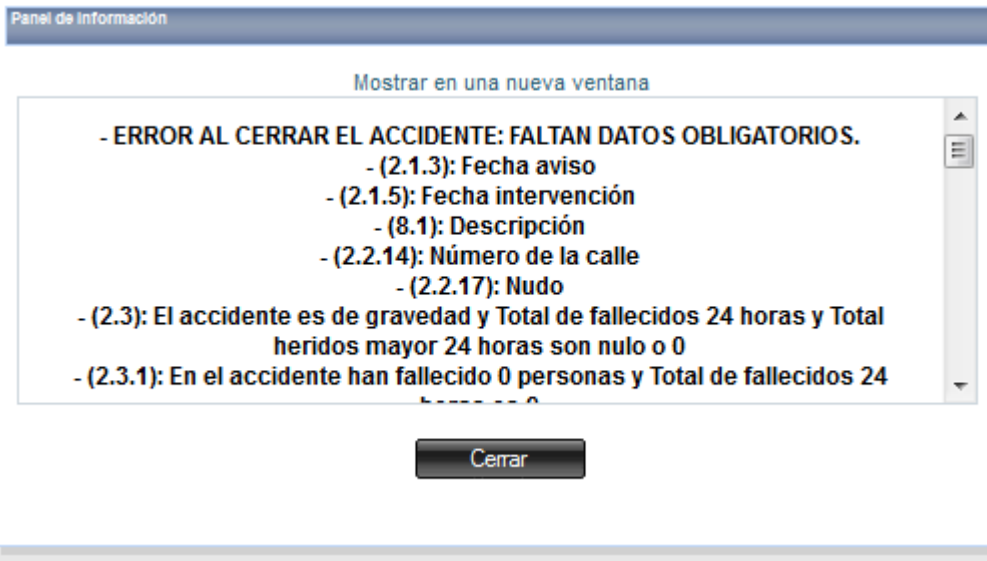 Panel de Información
Mostrar en una nueva ventana
- ERROR AL CERRAR EL ACCIDENTE: FALTAN DATOS OBLIGATORIOS.
- (2.1.3): Fecha aviso
- (2.1.5): Fecha intervención
- (8.1): Descripción
- (2.2.14): Número de la calle
- (2.2.17): Nudo
- (2.3): El accidente es de gravedad y Total de fallecidos 24 horas y Total
heridos mayor 24 horas son nulo o 0
- (2.3.1): En el accidente han fallecido 0 personas y Total de fallecidos 24
Cerrar